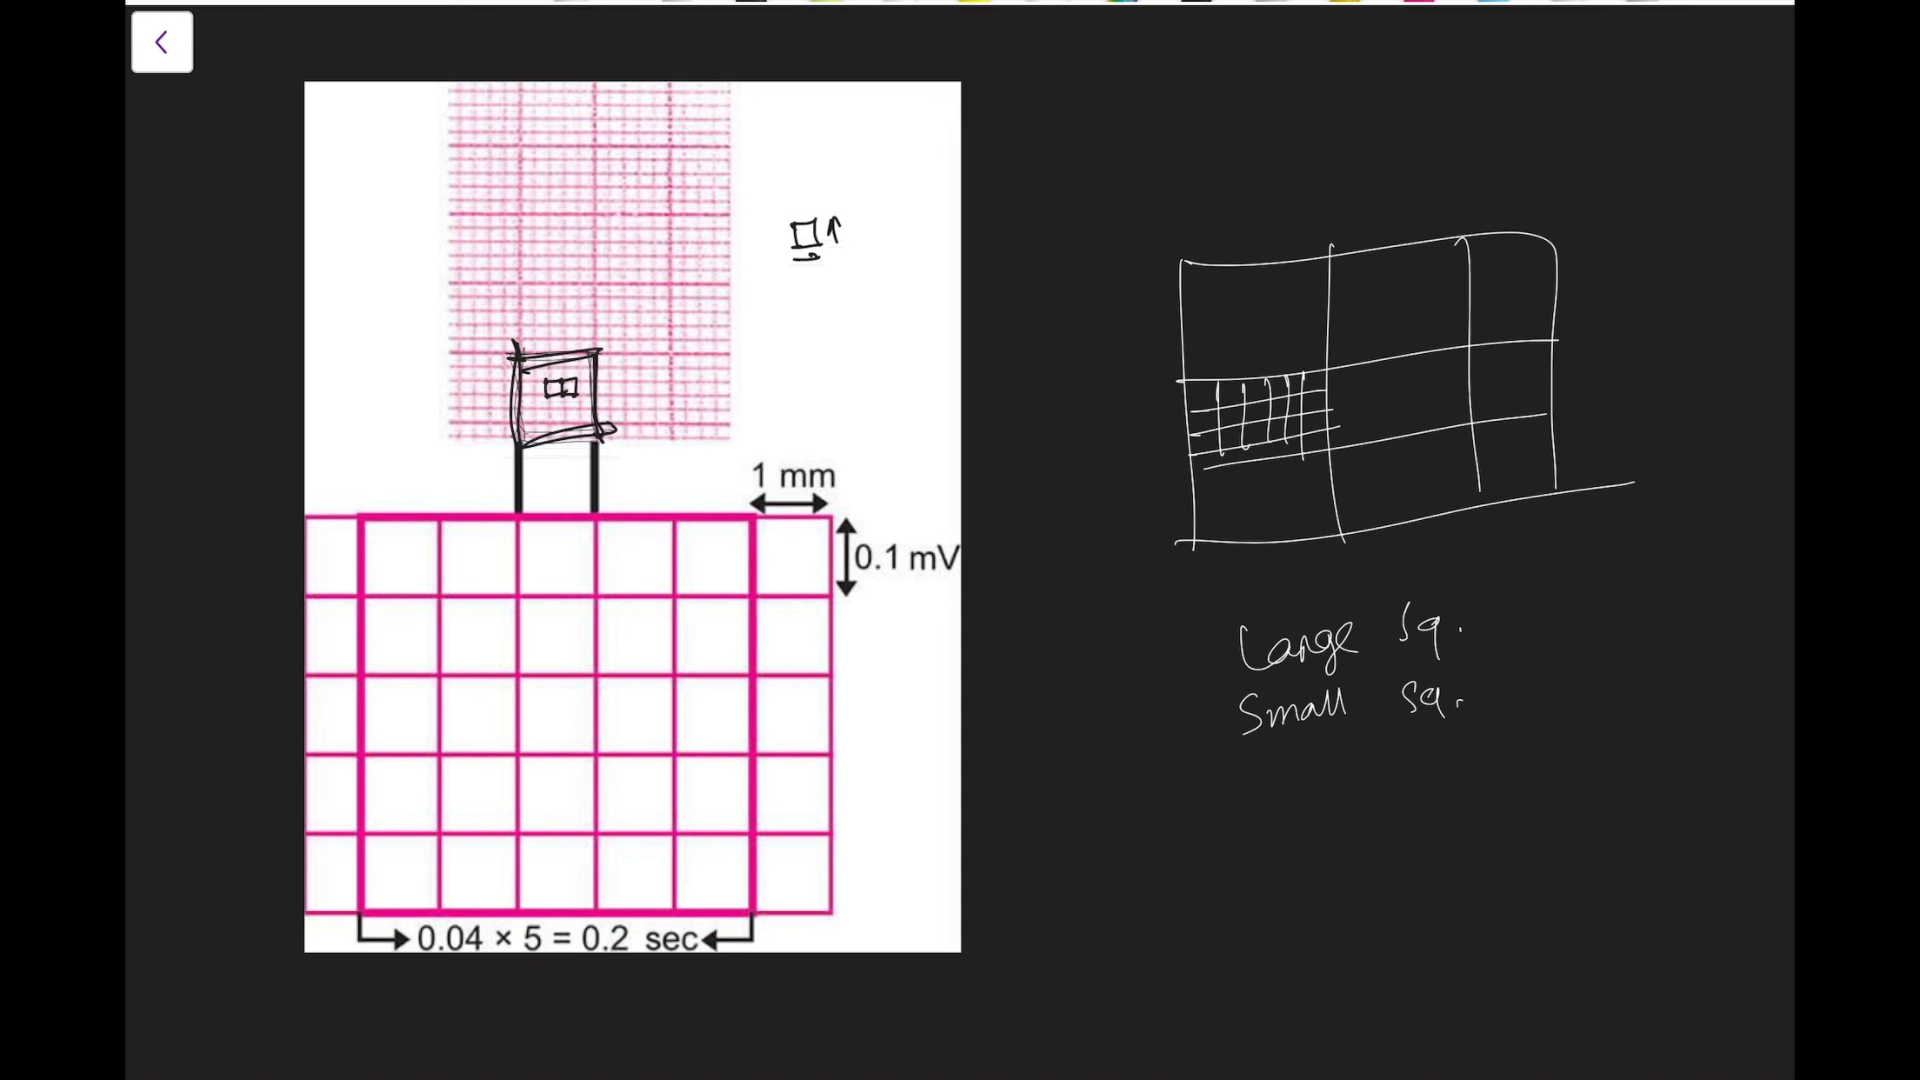 1 mm
0.1 mV
0.04 × 5 = 0.2 sec
Large Sq.
Small Sq.